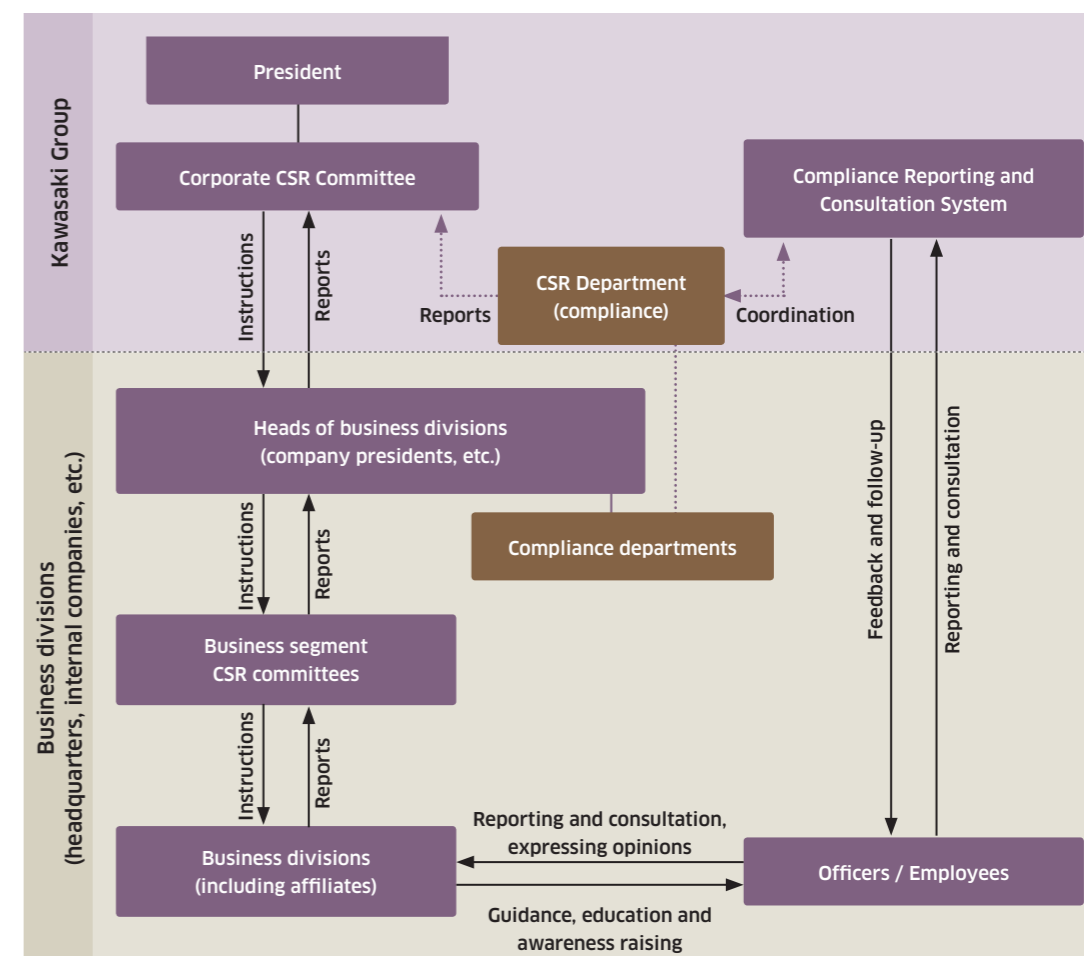 Kawasaki Group
President
Corporate CSR Committee
Compliance Reporting and
Consultation System
Instructions
Reports
CSR Department
(compliance)
Reports
Coordination
Business divisions
(headquarters, internal companies, etc.)
Heads of business divisions
(company presidents, etc.)
Compliance departments
Instructions
Reports
Feedback and follow-up
Reporting and consultation
Business segment
CSR committees
Instructions
Reports
Business divisions
(including affiliates)
Reporting and consultation,
expressing opinions
Guidance, education and
awareness raising
Officers / Employees